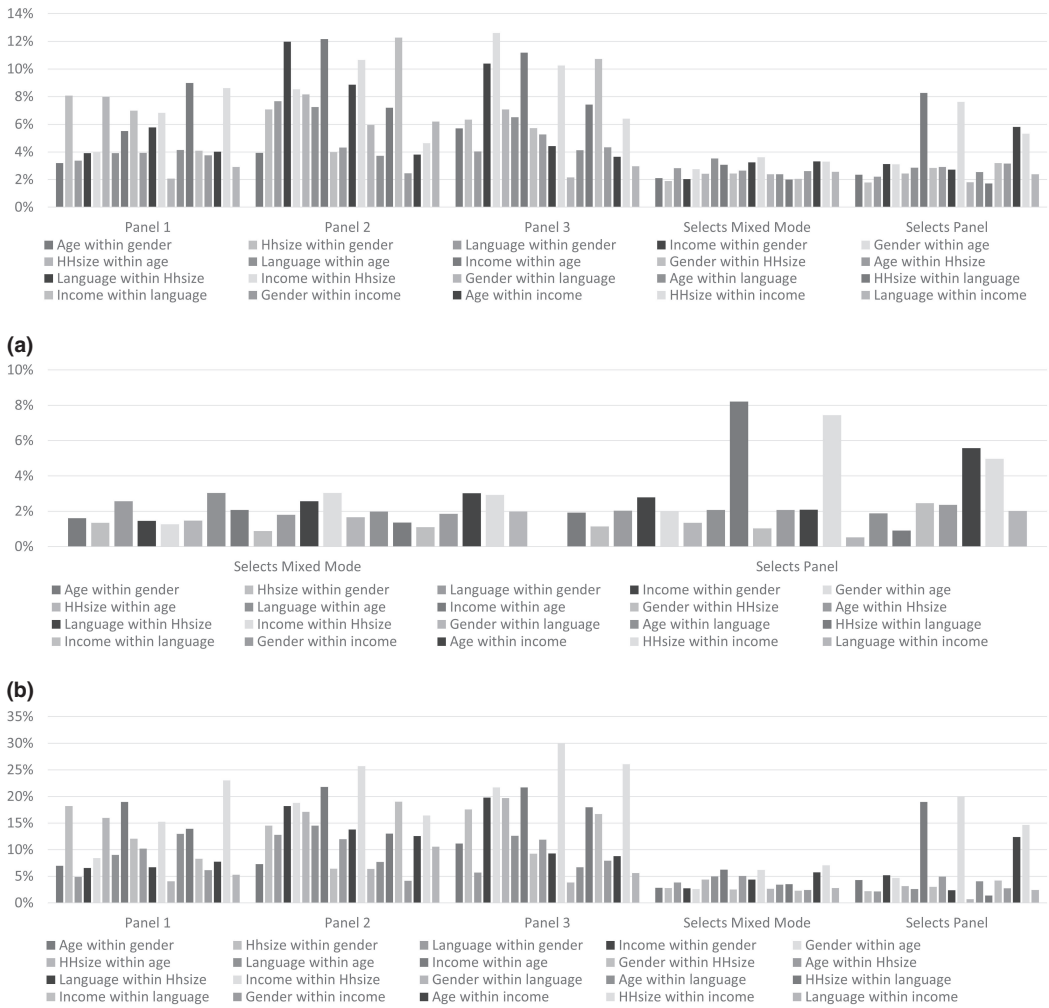 14%
12%
10%
8%
6%
4%
2%
0%
Panel 1 Panel 2 Panel 3 Selects Mixed Mode Selects Panel
Age within gender Hhsize within gender Language within gender Income within gender Gender within age
HHsize within age Language within age Income within age Gender within HHsize Age within Hhsize
Language within Hhsize Income within Hhsize Gender within language Age within language HHsize within language
Income within language Gender within income Age within income HHsize within income Language within income
(a)
10%
8%
6%
4%
2%
0%
Selects Mixed Mode Selects Panel
Age within gender Hhsize within gender Language within gender Income within gender Gender within age
HHsize within age Language within age Income within age Gender within HHsize Age within Hhsize
Language within Hhsize Income within Hhsize Gender within language Age within language HHsize within language
Income within language Gender within income Age within income HHsize within income Language within income
(b)
35%
30%
25%
20%
15%
10%
5%
0%
Panel 1 Panel 2 Panel 3 Selects Mixed Mode Selects Panel
Age within gender Hhsize within gender Language within gender Income within gender Gender within age
HHsize within age Language within age Income within age Gender within HHsize Age within Hhsize
Language within Hhsize Income within Hhsize Gender within language Age within language HHsize within language
Income within language Gender within income Age within income HHsize within income Language within income